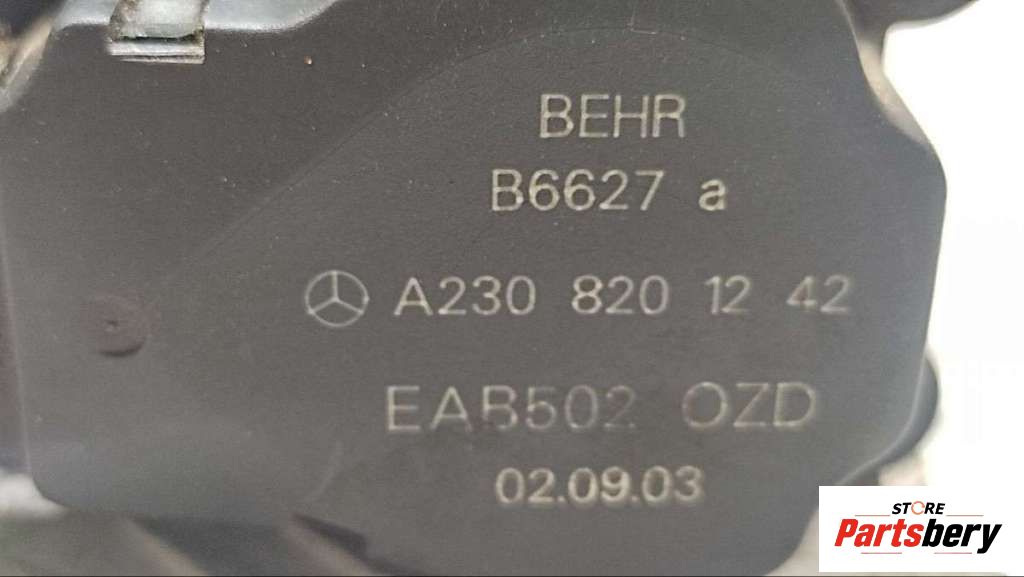 BEHR
B6627 a
A230 820 12 42
EAB502 OZD
02.09.03
STORE
Partsbery